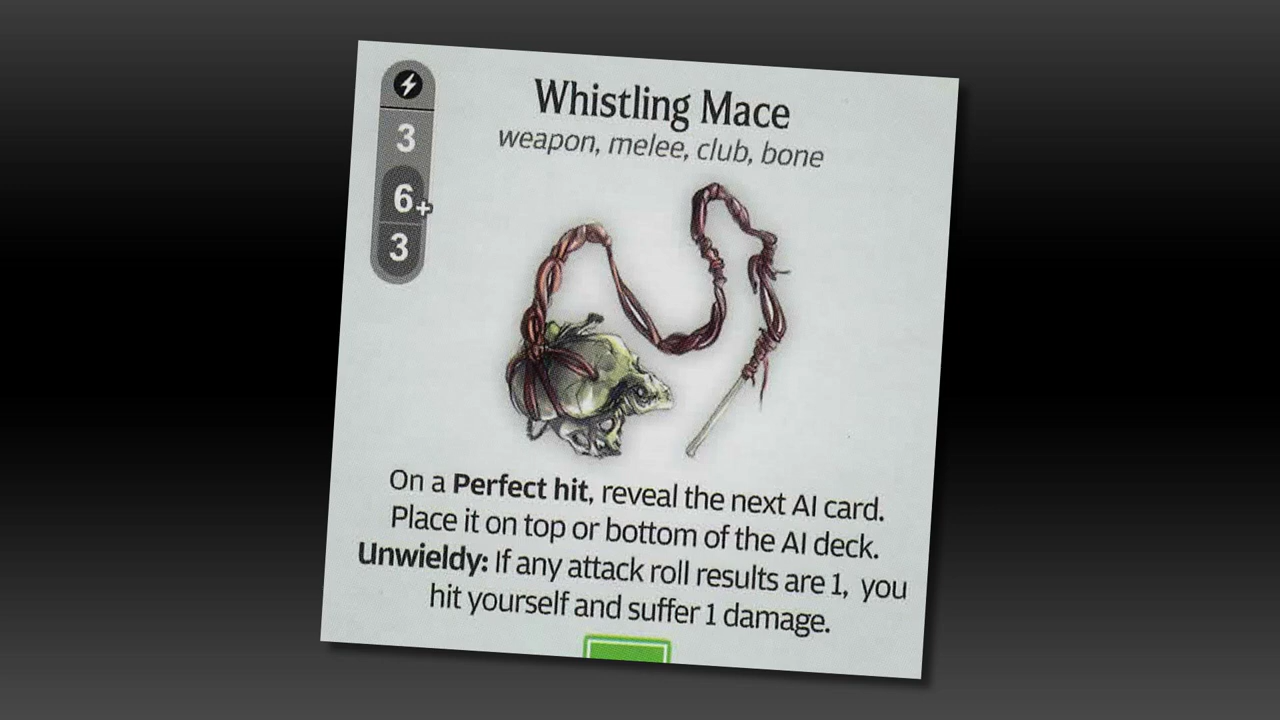 Whistling Mace
weapon, melee, club, bone
3
6+
3
On a Perfect hit, reveal the next AI card.
Place it on top or bottom of the AI deck.
Unwieldy: If any attack roll results are 1, you
hit yourself and suffer 1 damage.